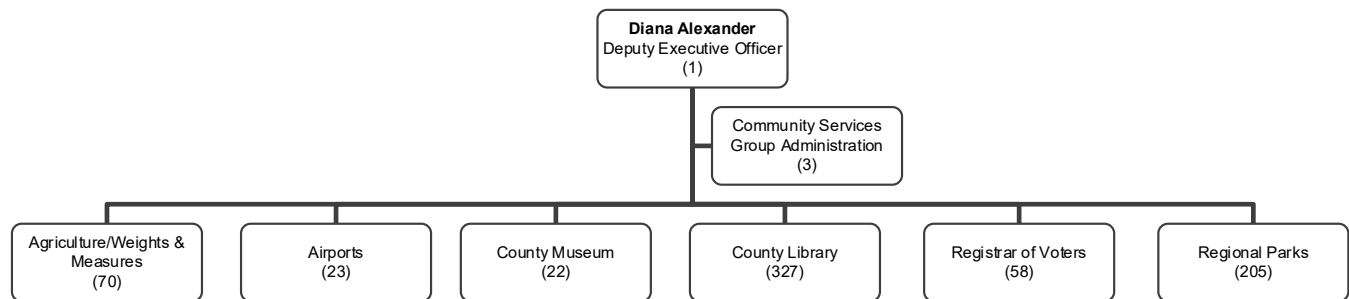 Diana Alexander
Deputy Executive Officer
(1)
Community Services
Group Administration
(3)
Agriculture/Weights &
Measures
(70)
Airports
(23)
County Museum
(22)
County Library
(327)
Registrar of Voters
(58)
Regional Parks
(205)